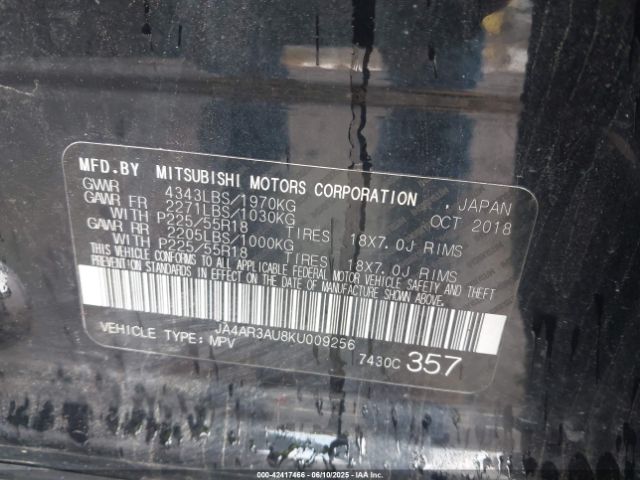 MFD.BY MITSUBISHI MOTORS CORPORATION , JAPAN
GVWR 4343LBS/1970KG OCT 2018
GAWR FR 2271LBS/1030KG
WITH P225/55R18 TIRES 18X7.0J RIMS
GAWR RR 2205LBS/1000KG
WITH P225/55R18 TIRES 18X7.0J RIMS
THIS VEHICLE CONFORMS TO ALL APPLICABLE FEDERAL MOTOR VEHICLE SAFETY AND THEFT
PREVENTION STANDARDS IN EFFECT ON THE DATE OF MANUFACTURE SHOWN ABOVE.
JA4AR3AU8KU009256
VEHICLE TYPE: MPV 7430C 357
000-42417466 - 06/10/2025 - IAAI.COM